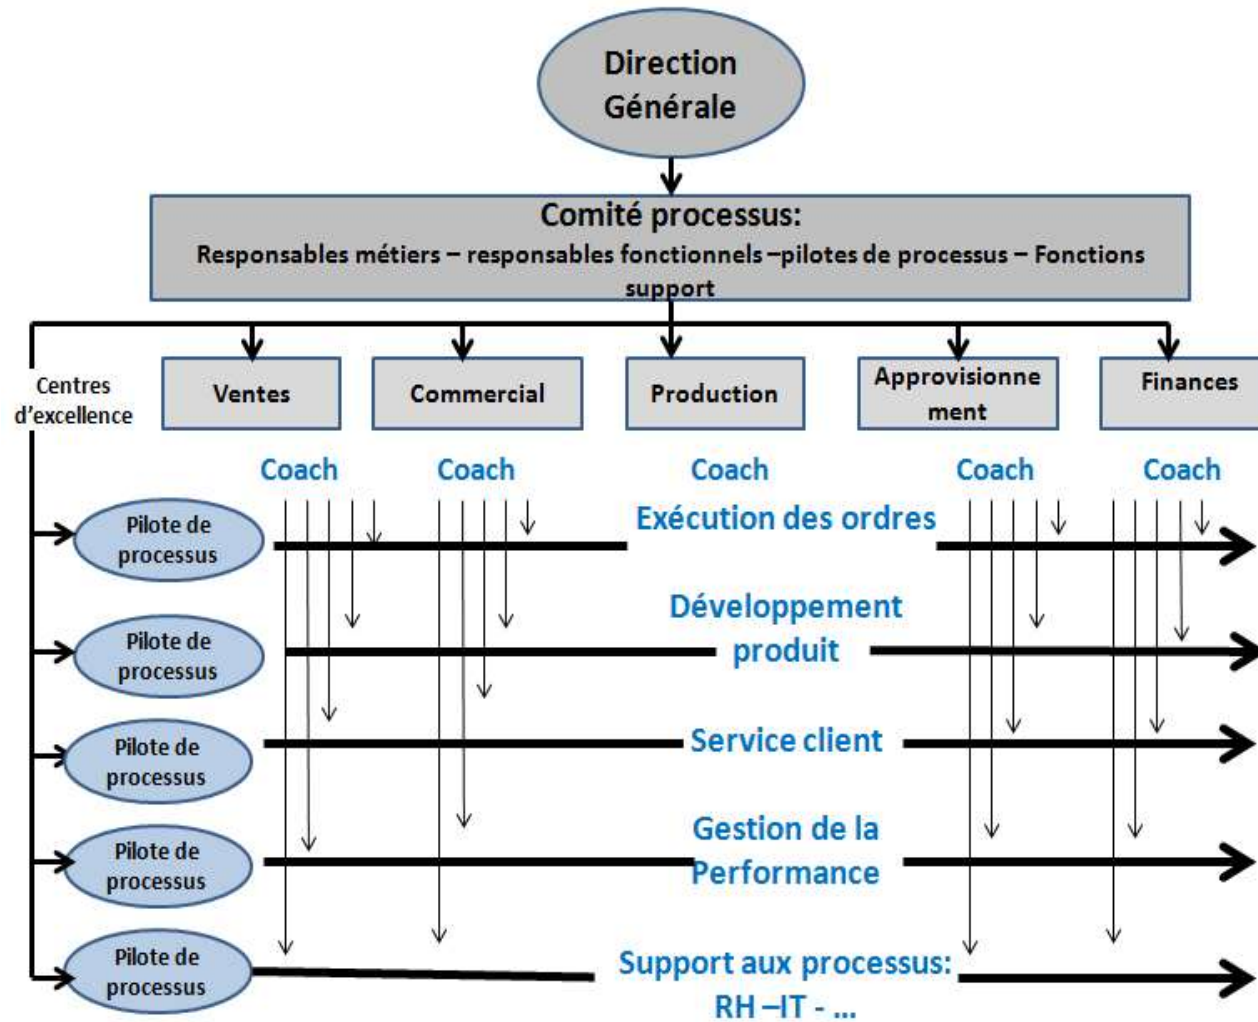 Direction
Générale
Comité processus:
Responsables métiers – responsables fonctionnels –pilotes de processus – Fonctions
support
Centres
d'excellence
Ventes
Commercial
Production
Approvisionne
ment
Finances
Coach
Coach
Coach
Coach
Coach
Pilote de
processus
Exécution des ordres
Pilote de
processus
Développement
produit
Pilote de
processus
Service client
Pilote de
processus
Gestion de la
Performance
Pilote de
processus
Support aux processus:
RH –IT - ...